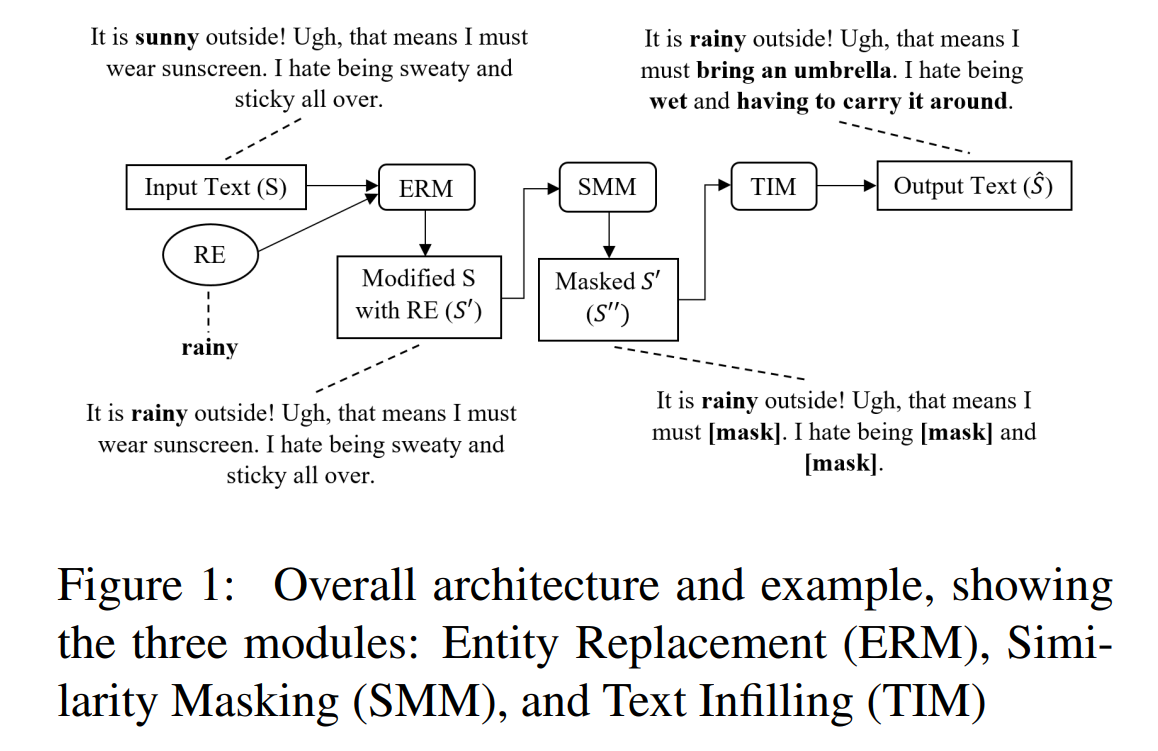 It is sunny outside! Ugh, that means I must
wear sunscreen. I hate being sweaty and
sticky all over.
It is rainy outside! Ugh, that means I
must bring an umbrella. I hate being
wet and having to carry it around.
Input Text (S)
ERM
SMM
TIM
Output Text (Ŝ)
RE
Modified S
with RE (S′)
Masked S′
(S′′)
rainy
It is rainy outside! Ugh, that means I must
wear sunscreen. I hate being sweaty and
sticky all over.
It is rainy outside! Ugh, that means I
must [mask]. I hate being [mask] and
[mask].
Figure 1: Overall architecture and example, showing
the three modules: Entity Replacement (ERM), Simi-
larity Masking (SMM), and Text Infilling (TIM)